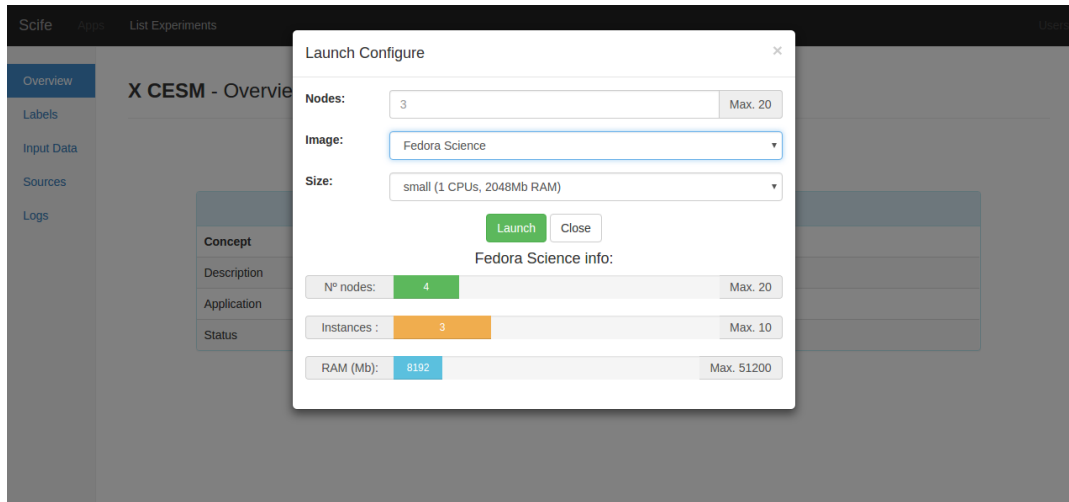 Scife Apps List Experiments Users
Launch Configure ×
Overview
X CESM - Overvie
Nodes: 3 Max. 20
Labels
Image: Fedora Science
Input Data
Sources
Size: small (1 CPUs, 2048Mb RAM)
Logs
Launch Close
Concept
Fedora Science info:
Description
Nº nodes: 4 Max. 20
Application
Instances : 3 Max. 10
Status
RAM (Mb): 8192 Max. 51200